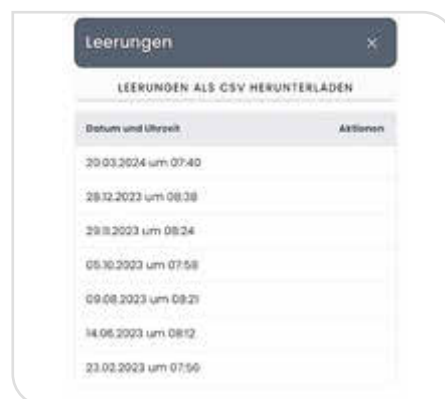 Leerungen ×
LEERUNGEN ALS CSV HERUNTERLADEN
Datum und Uhrzeit Aktionen
20.03.2024 um 07:40
28.12.2023 um 08:38
29.11.2023 um 08:24
05.10.2023 um 07:58
09.08.2023 um 08:21
14.06.2023 um 08:12
23.02.2023 um 07:56